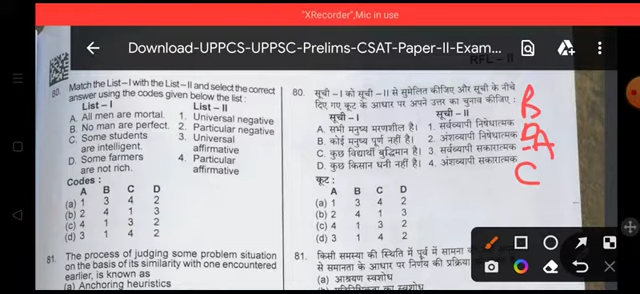 "XRecorder",Mic in use
Download-UPPCS-UPPSC-Prelims-CSAT-Paper-II-Exam...
RFL - II
80. Match the List-I with the List-II and select the correct
answer using the codes given below the list:
List-I List-II
A. All men are mortal. 1. Universal negative
B. No man are perfect. 2. Particular negative
C. Some students 3. Universal
are intelligent. affirmative
D. Some farmers 4. Particular
are not rich. affirmative
Codes :
A B C D
(a) 1 3 4 2
(b) 2 4 1 3
(c) 4 1 3 2
(d) 3 1 4 2
81. The process of judging some problem situation
on the basis of its similarity with one encountered
earlier, is known as
(a) Anchoring heuristics
80. सूची -I को सूची -II से सुमेलित कीजिए और सूची के नीचे
दिए गए कूट के आधार पर अपने उत्तर का चुनाव कीजिए :
सूची -I सूची -II
A. सभी मनुष्य मरणशील है। 1. सर्वव्यापी निषेधात्मक
B. कोई मनुष्य पूर्ण नहीं है। 2. अंशव्यापी निषेधात्मक
C. कुछ विद्यार्थी बुद्धिमान है। 3. सर्वव्यापी सकारात्मक
D. कुछ किसान धनी नहीं है। 4. अंशव्यापी सकारात्मक
कूट :
A B C D
(a) 1 3 4 2
(b) 2 4 1 3
(c) 4 1 3 2
(d) 3 1 4 2
81. किसी समस्या की स्थिति में पूर्व में सामना
से समानता के आधार पर निर्णय की प्रक्रिया
(a) आश्रयण स्वशोध
B
A
C